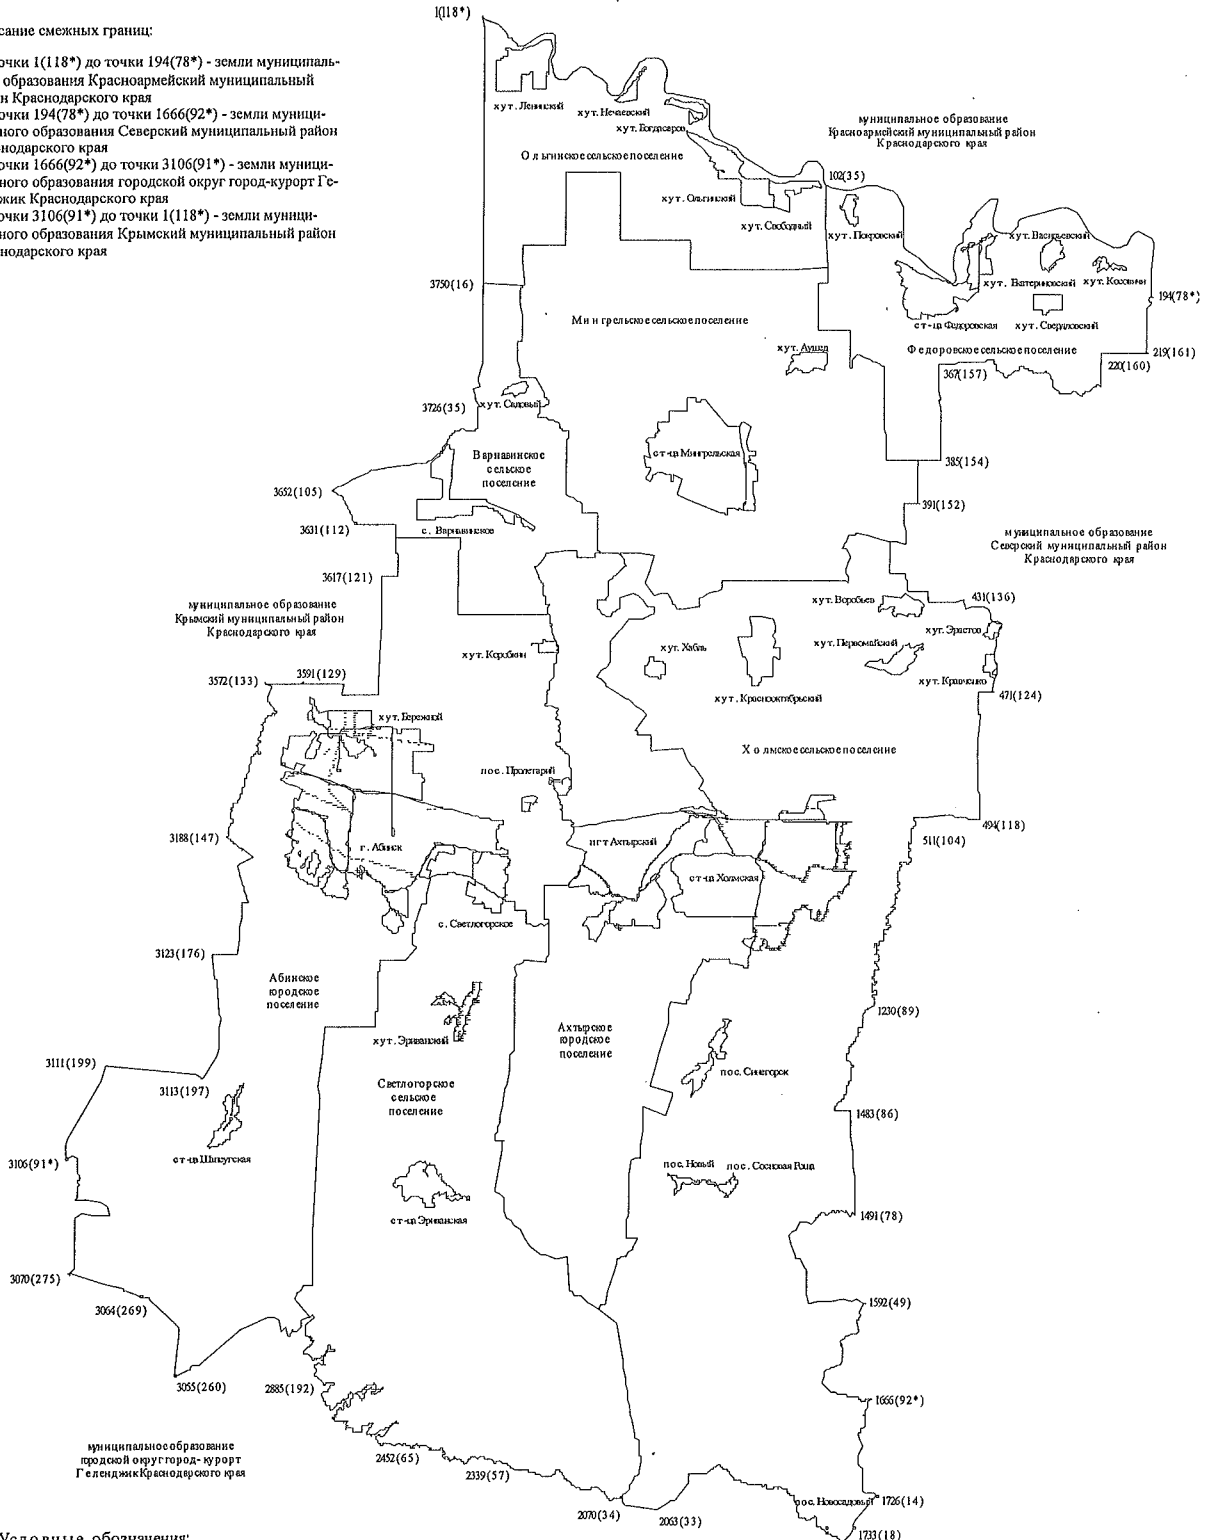 сание смежных границ:
очки 1(118*) до точки 194(78*) - земли муниципаль-
образования Красноармейский муниципальный
н Краснодарского края
очки 194(78*) до точки 1666(92*) - земли муници-
ного образования Северский муниципальный район
нодарского края
очки 1666(92*) до точки 3106(91*) - земли муници-
ного образования городской округ город-курорт Ге-
жик Краснодарского края
очки 3106(91*) до точки 1(118*) - земли муници-
ного образования Крымский муниципальный район
нодарского края
1(118*)
хут. Ленинский
хут. Нечаевский
хут. Богдасаров
муниципальное образование
Красноармейский муниципальный район
Краснодарского края
Ольгинское сельское поселение
102(35)
хут. Ольгинский
хут. Свободный
хут. Покровский
хут. Васильевский
хут. Екатериновский
хут. Косовичи
3750(16)
194(78*)
Мингрельское сельское поселение
ст-ца Федоровская
хут. Свердловский
хут. Аушед
Федоровское сельское поселение
219(161)
220(160)
367(157)
3726(35)
хут. Садовый
Варнавинское
сельское
поселение
ст-ца Мингрельская
385(154)
3652(105)
391(152)
3631(112)
с. Варнавинское
муниципальное образование
Северский муниципальный район
Краснодарского края
3617(121)
муниципальное образование
Крымский муниципальный район
Краснодарского края
хут. Воробьев
431(136)
хут. Эрастов
хут. Коробкин
хут. Хабль
хут. Первомайский
хут. Кравченко
3572(133)
3591(129)
хут. Краснооктябрьский
471(124)
хут. Бережной
Холмское сельское поселение
пос. Пролетарий
494(118)
3188(147)
г. Абинск
пгт Ахтырский
511(104)
ст-ца Холмская
с. Светлогорское
3123(176)
Абинское
городское
поселение
1230(89)
Ахтырское
городское
поселение
хут. Эриванский
3111(199)
3113(197)
Светлогорское
сельское
поселение
пос. Синегорск
1483(86)
3106(91*)
ст-ца Шапсугская
пос. Новый
пос. Сосновая Роща
1491(78)
ст-ца Эриванская
3070(275)
3064(269)
1592(49)
3055(260)
2885(192)
1666(92*)
муниципальное образование
городской округ город-курорт
Геленджик Краснодарского края
2452(65)
2339(57)
пос. Новосадовый
1726(14)
2070(34)
2063(33)
1733(18)
Условные обозначения: